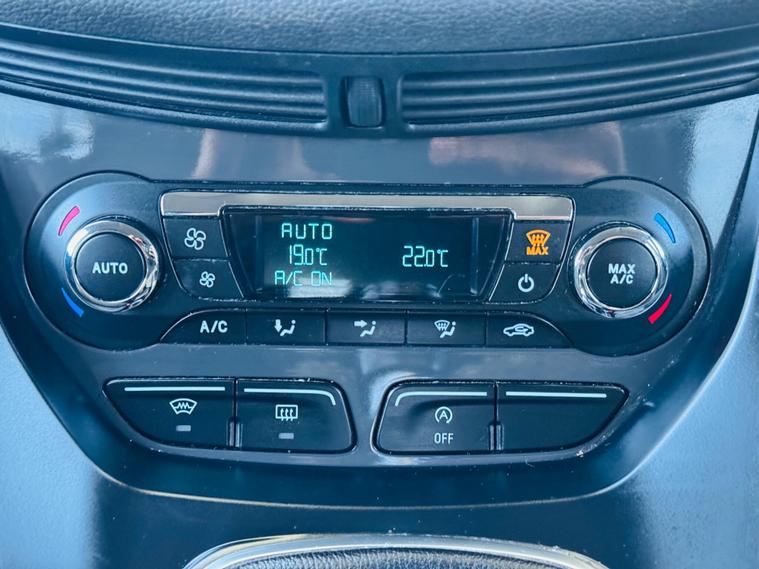 AUTO
19.0°C 22.0°C
A/C ON
MAX
AUTO
MAX
A/C
A/C
OFF
A